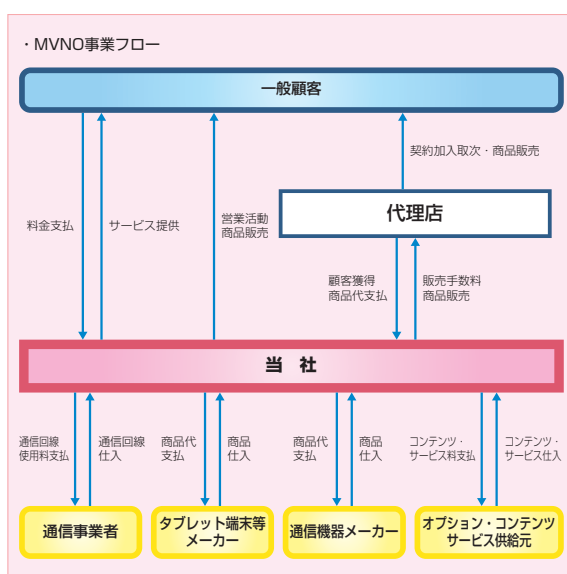 ・MVNO事業フロー
一般顧客
契約加入取次・商品販売
料金支払
サービス提供
営業活動
商品販売
代理店
顧客獲得
商品代支払
販売手数料
商品販売
当 社
通信回線
使用料支払
通信回線
仕入
商品代
支払
商品
仕入
商品代
支払
商品
仕入
コンテンツ・
サービス料支払
コンテンツ・
サービス仕入
通信事業者
タブレット端末等
メーカー
通信機器メーカー
オプション・コンテンツ
サービス供給元